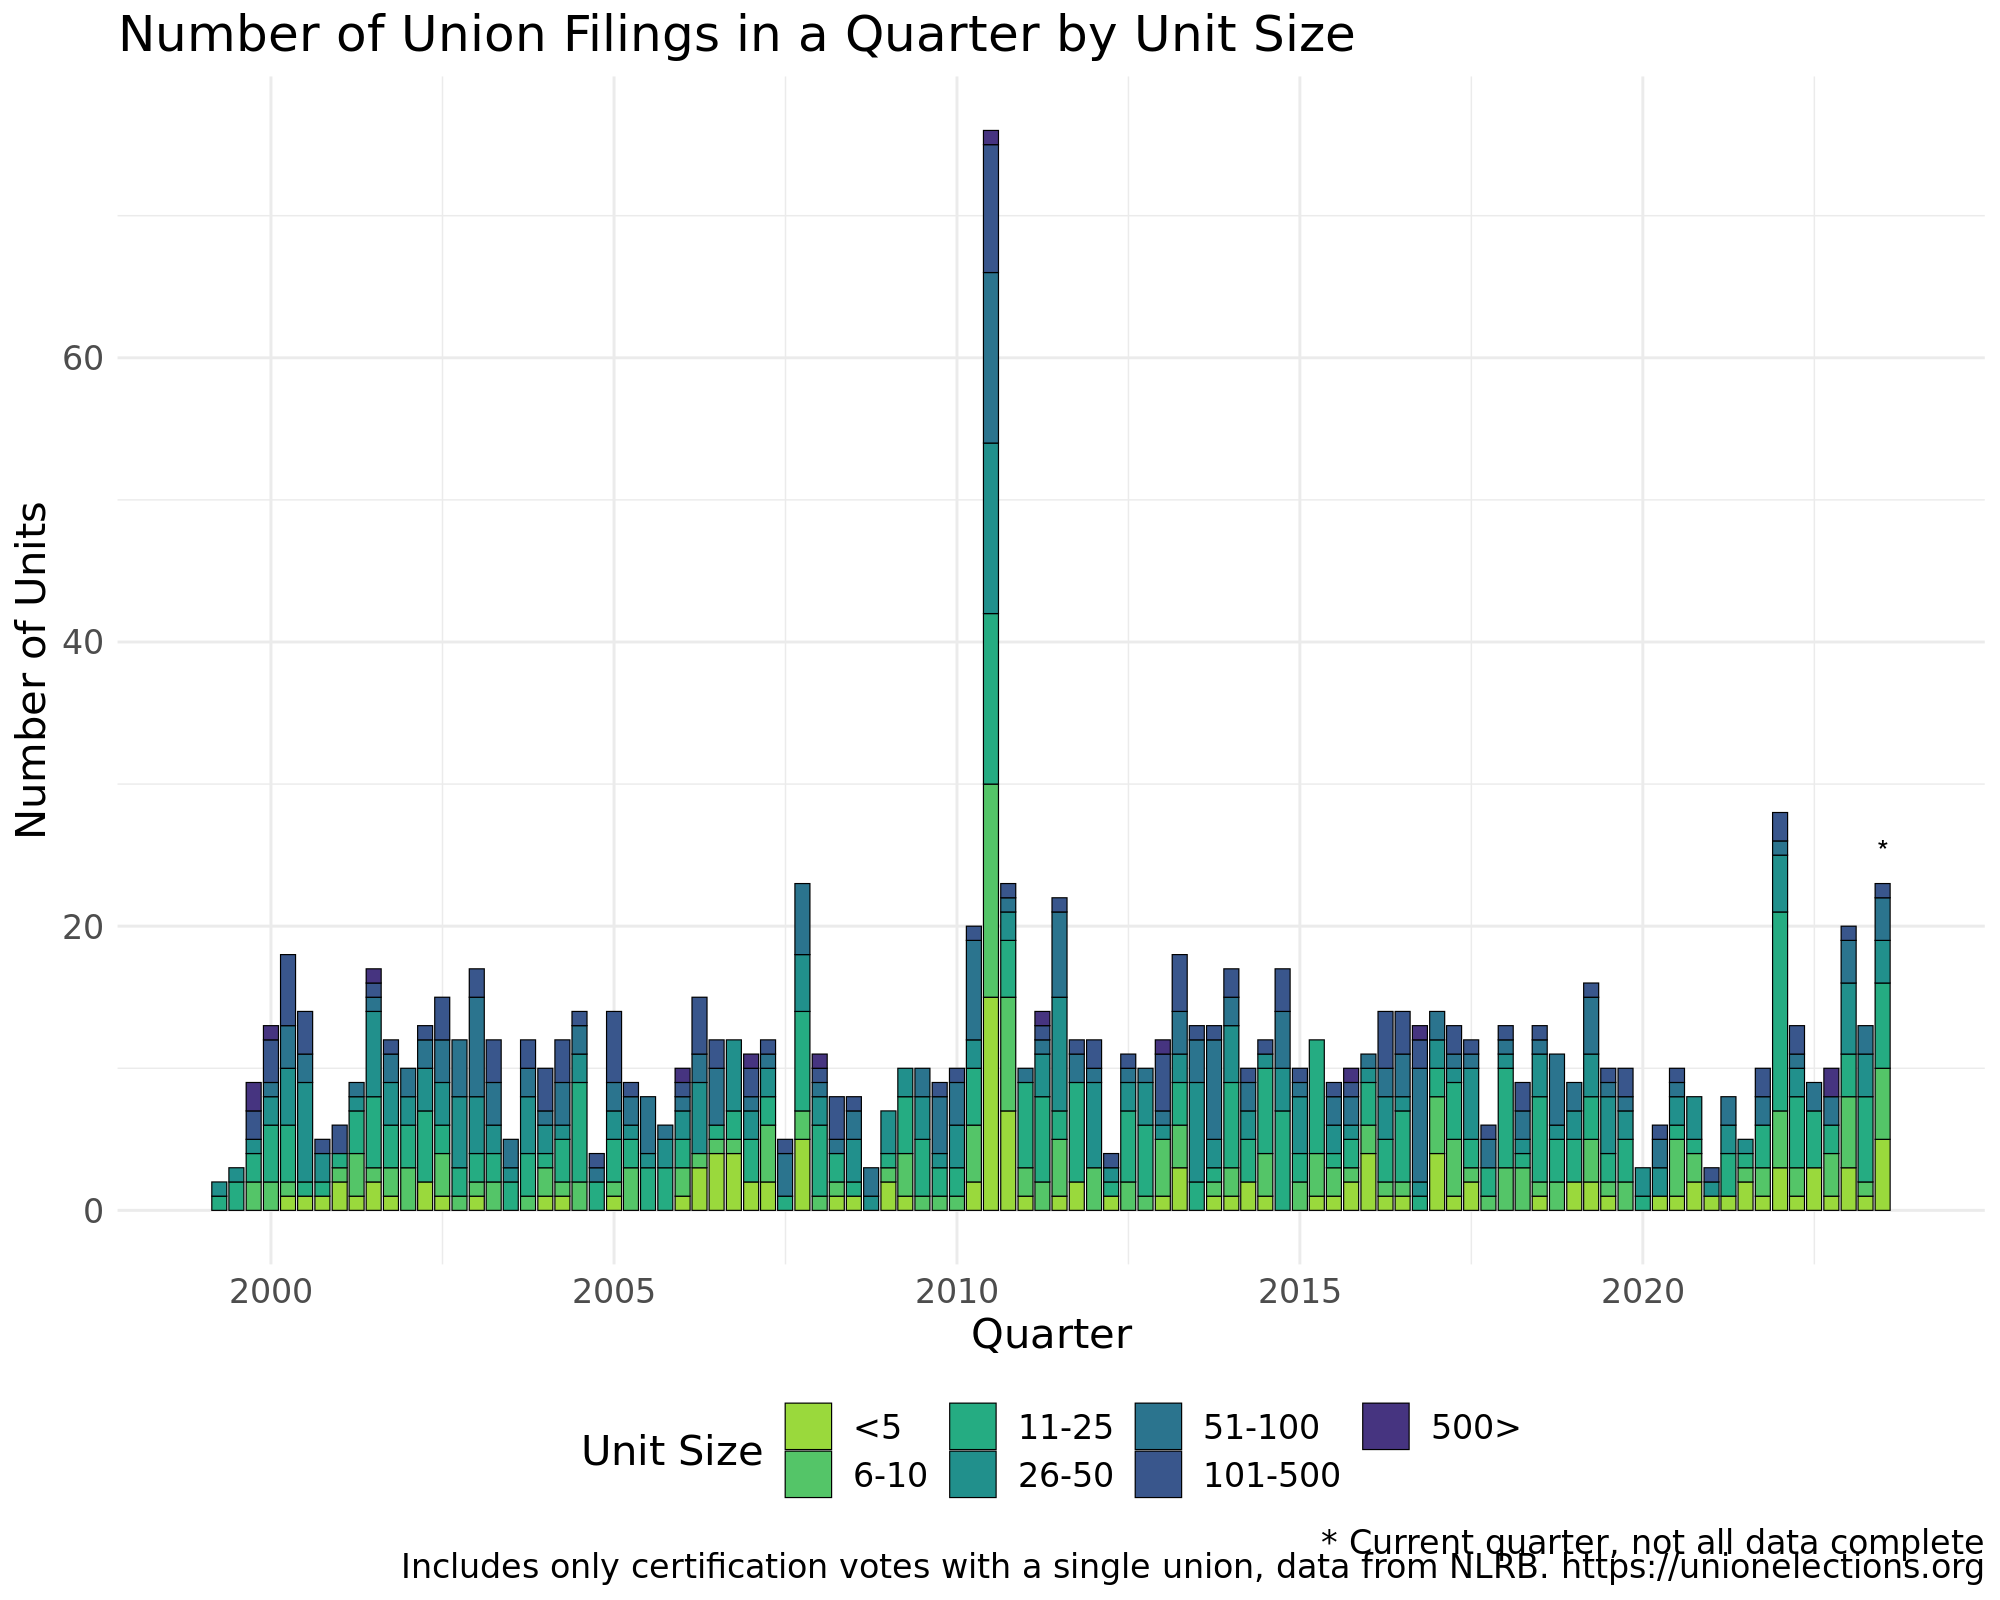 Number of Union Filings in a Quarter by Unit Size
Number of Units
60
40
20
0
*
2000 2005 2010 2015 2020
Quarter
Unit Size
<5 11-25 51-100 500>
6-10 26-50 101-500
* Current quarter, not all data complete
Includes only certification votes with a single union, data from NLRB. https://unionelections.org